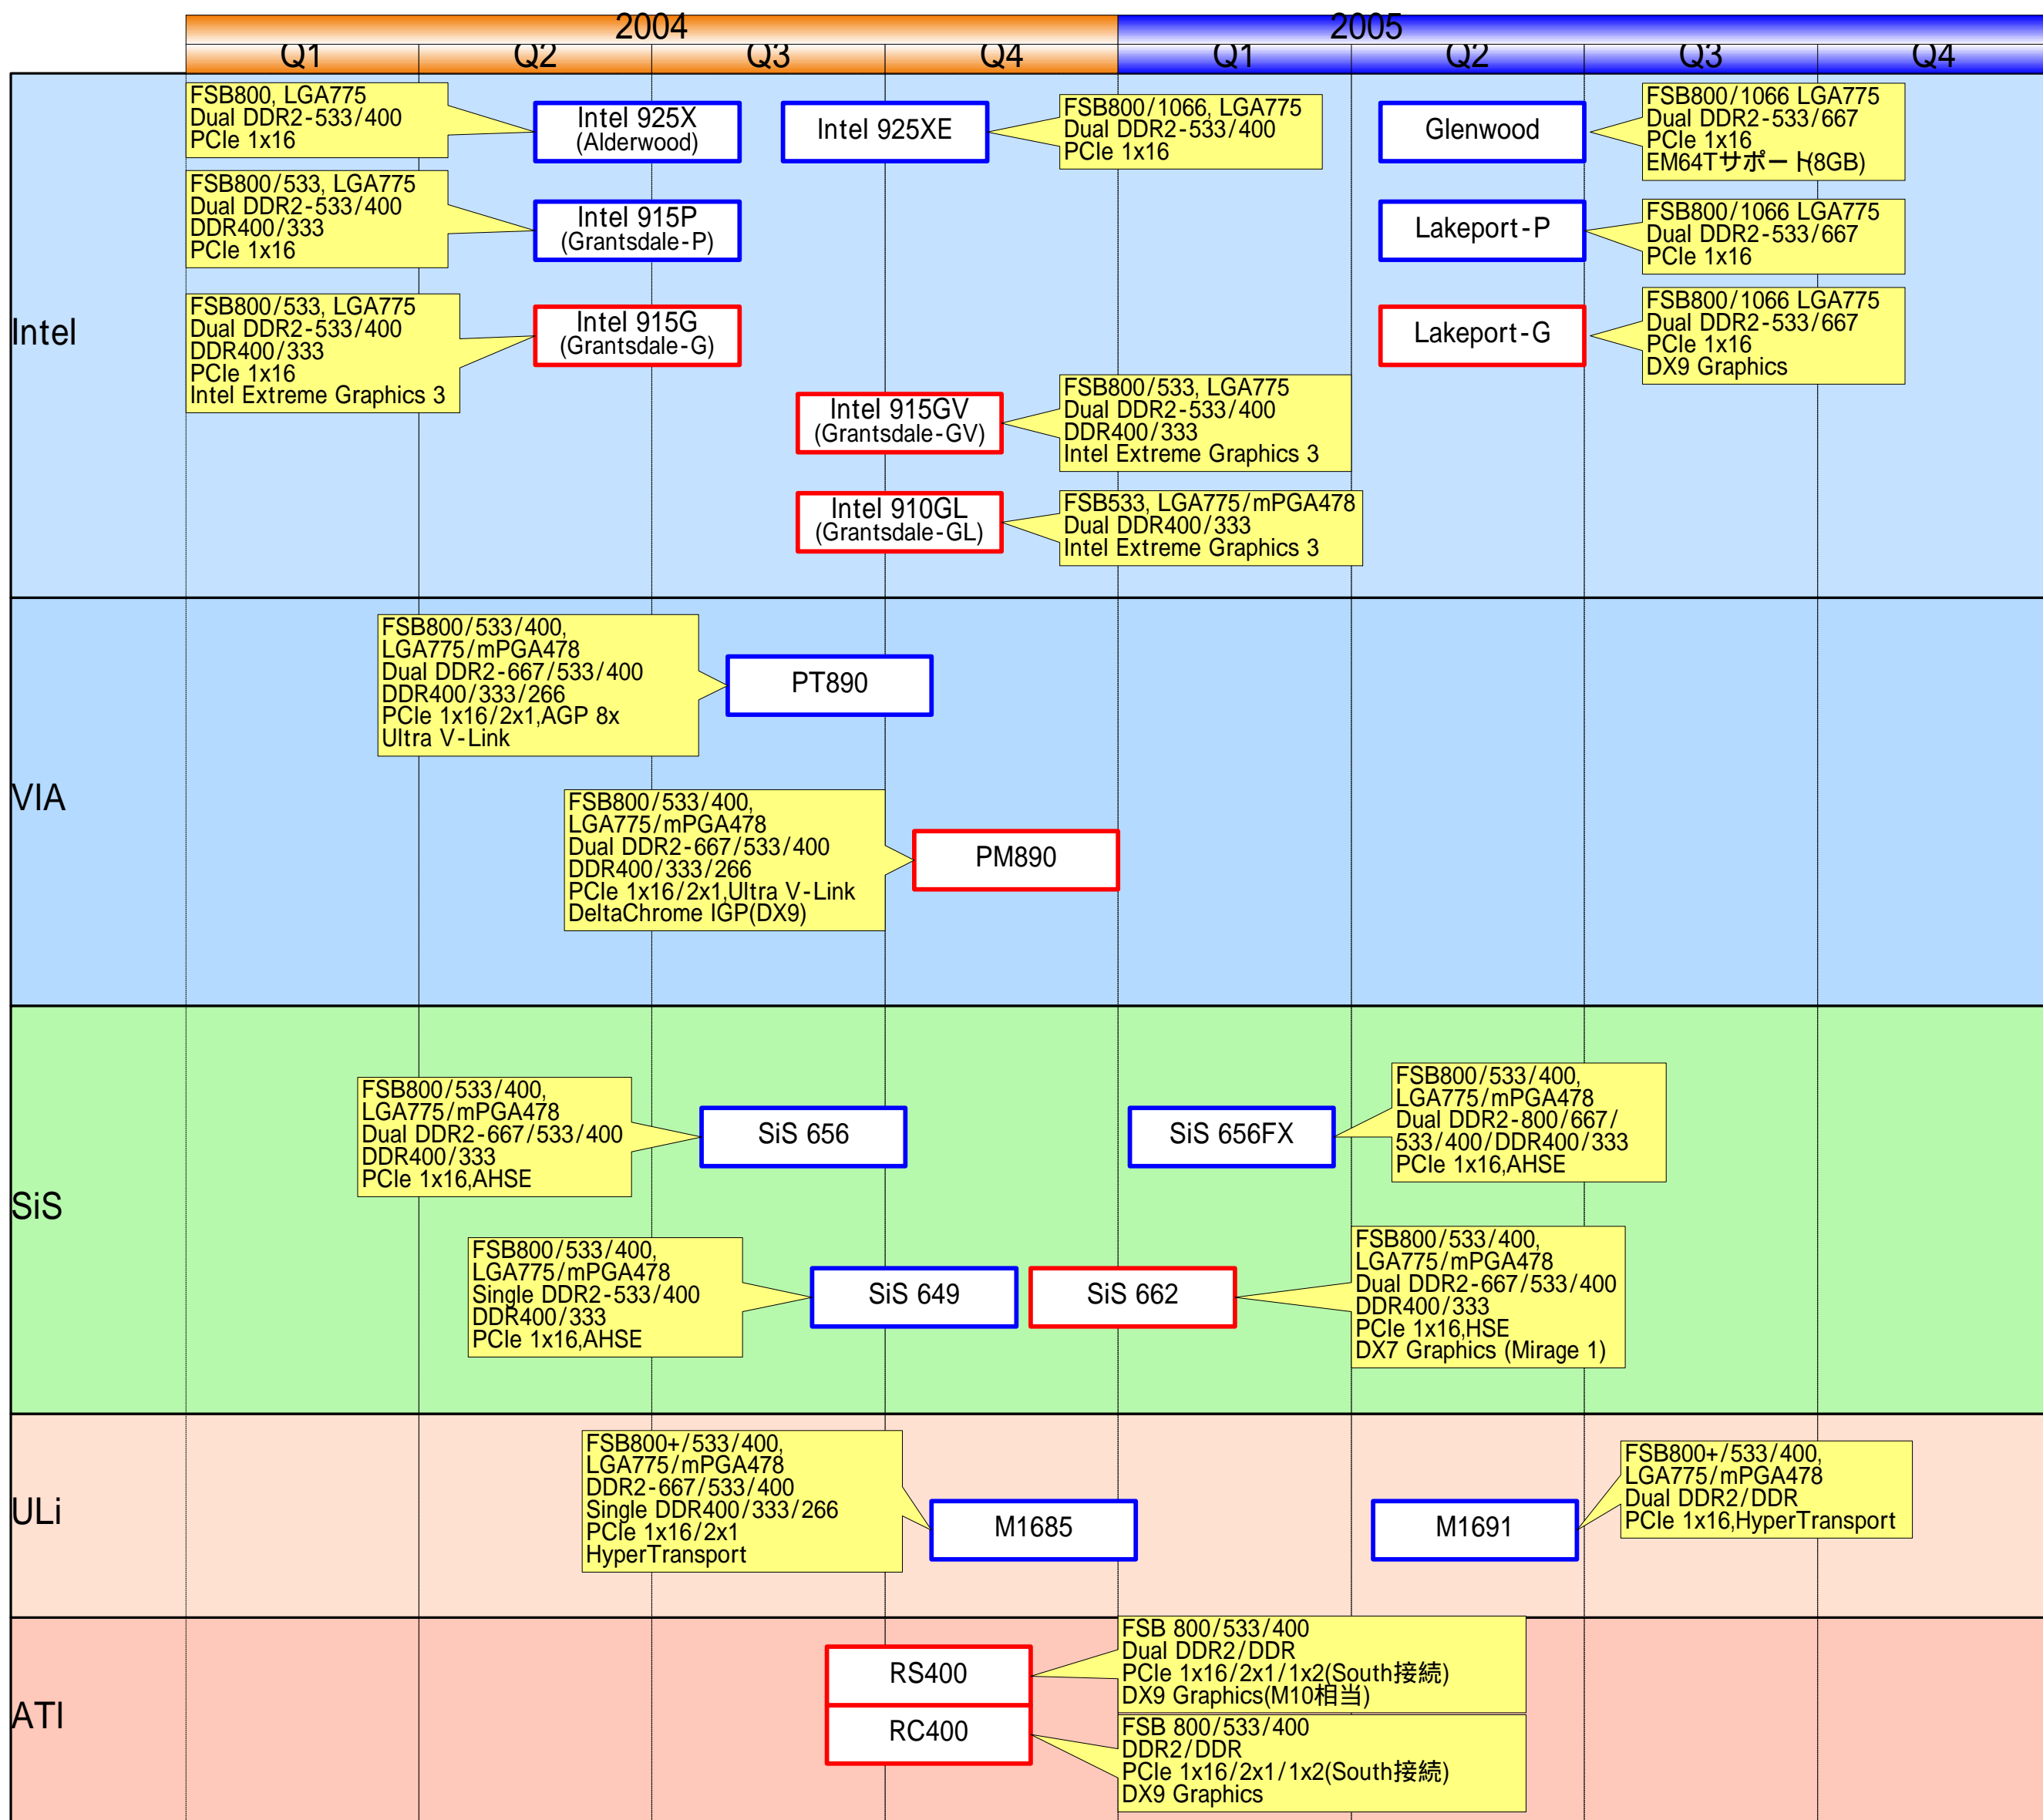 2004
2005
Q1
Q2
Q3
Q4
Q1
Q2
Q3
Q4
Intel
FSB800, LGA775
Dual DDR2-533/400
PCIe 1x16
Intel 925X
(Alderwood)
Intel 925XE
FSB800/1066, LGA775
Dual DDR2-533/400
PCIe 1x16
Glenwood
FSB800/1066 LGA775
Dual DDR2-533/667
PCIe 1x16
EM64Tサポート(8GB)
FSB800/533, LGA775
Dual DDR2-533/400
DDR400/333
PCIe 1x16
Intel 915P
(Grantsdale-P)
Lakeport-P
FSB800/1066 LGA775
Dual DDR2-533/667
PCIe 1x16
FSB800/533, LGA775
Dual DDR2-533/400
DDR400/333
PCIe 1x16
Intel Extreme Graphics 3
Intel 915G
(Grantsdale-G)
Lakeport-G
FSB800/1066 LGA775
Dual DDR2-533/667
PCIe 1x16
DX9 Graphics
Intel 915GV
(Grantsdale-GV)
FSB800/533, LGA775
Dual DDR2-533/400
DDR400/333
Intel Extreme Graphics 3
Intel 910GL
(Grantsdale-GL)
FSB533, LGA775/mPGA478
Dual DDR400/333
Intel Extreme Graphics 3
VIA
FSB800/533/400,
LGA775/mPGA478
Dual DDR2-667/533/400
DDR400/333/266
PCIe 1x16/2x1,AGP 8x
Ultra V-Link
PT890
FSB800/533/400,
LGA775/mPGA478
Dual DDR2-667/533/400
DDR400/333/266
PCIe 1x16/2x1,Ultra V-Link
DeltaChrome IGP(DX9)
PM890
SiS
FSB800/533/400,
LGA775/mPGA478
Dual DDR2-667/533/400
DDR400/333
PCIe 1x16,AHSE
SiS 656
SiS 656FX
FSB800/533/400,
LGA775/mPGA478
Dual DDR2-800/667/
533/400/DDR400/333
PCIe 1x16,AHSE
FSB800/533/400,
LGA775/mPGA478
Single DDR2-533/400
DDR400/333
PCIe 1x16,AHSE
SiS 649
SiS 662
FSB800/533/400,
LGA775/mPGA478
Dual DDR2-667/533/400
DDR400/333
PCIe 1x16,HSE
DX7 Graphics (Mirage 1)
ULi
FSB800+/533/400,
LGA775/mPGA478
DDR2-667/533/400
Single DDR400/333/266
PCIe 1x16/2x1
HyperTransport
M1685
M1691
FSB800+/533/400,
LGA775/mPGA478
Dual DDR2/DDR
PCIe 1x16,HyperTransport
ATI
RS400
FSB 800/533/400
Dual DDR2/DDR
PCIe 1x16/2x1/1x2(South接続)
DX9 Graphics(M10相当)
RC400
FSB 800/533/400
DDR2/DDR
PCIe 1x16/2x1/1x2(South接続)
DX9 Graphics